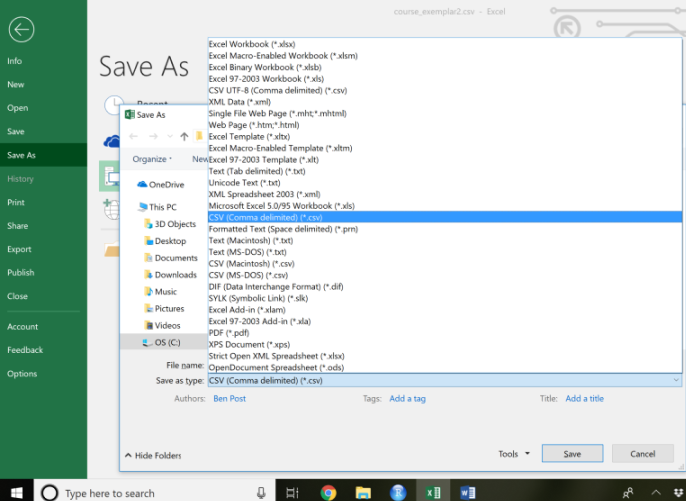 course_exemplar2.csv - Excel
Info
New
Open
Save
Save As
History
Print
Share
Export
Publish
Close
Account
Feedback
Options
Save As
Recent
Save As
Organize
New
OneDrive
This PC
3D Objects
Desktop
Documents
Downloads
Music
Pictures
Videos
OS (C:)
Excel Workbook (*.xlsx)
Excel Macro-Enabled Workbook (*.xlsm)
Excel Binary Workbook (*.xlsb)
Excel 97-2003 Workbook (*.xls)
CSV UTF-8 (Comma delimited) (*.csv)
XML Data (*.xml)
Single File Web Page (*.mht;*.mhtml)
Web Page (*.htm;*.html)
Excel Template (*.xltx)
Excel Macro-Enabled Template (*.xltm)
Excel 97-2003 Template (*.xlt)
Text (Tab delimited) (*.txt)
Unicode Text (*.txt)
XML Spreadsheet 2003 (*.xml)
Microsoft Excel 5.0/95 Workbook (*.xls)
CSV (Comma delimited) (*.csv)
Formatted Text (Space delimited) (*.prn)
Text (Macintosh) (*.txt)
Text (MS-DOS) (*.txt)
CSV (Macintosh) (*.csv)
CSV (MS-DOS) (*.csv)
DIF (Data Interchange Format) (*.dif)
SYLK (Symbolic Link) (*.slk)
Excel Add-in (*.xlam)
Excel 97-2003 Add-in (*.xla)
PDF (*.pdf)
XPS Document (*.xps)
Strict Open XML Spreadsheet (*.xlsx)
OpenDocument Spreadsheet (*.ods)
File name:
Save as type: CSV (Comma delimited) (*.csv)
Authors: Ben Post Tags: Add a tag Title: Add a title
Hide Folders Tools Save Cancel
Type here to search